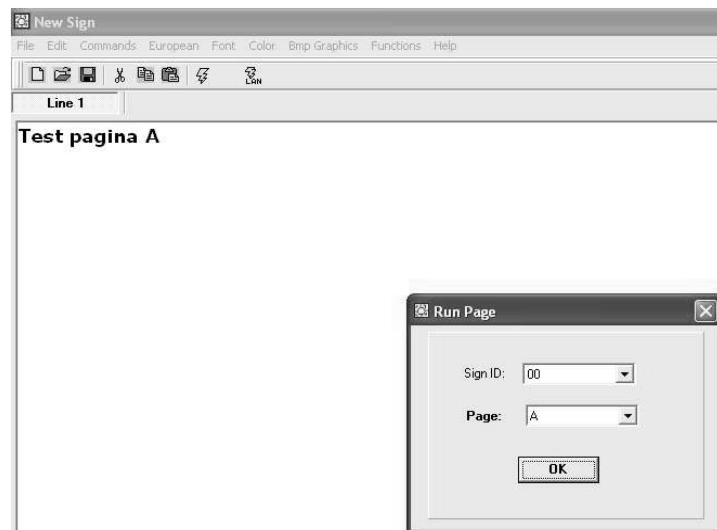 New Sign
File Edit Commands European Font Color Bmp Graphics Functions Help
LAN
Line 1
Test pagina A
Run Page
Sign ID: 00
Page: A
OK